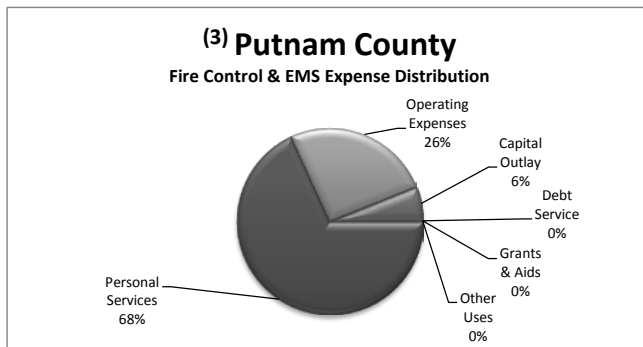 (3) Putnam County
Fire Control & EMS Expense Distribution
Operating
Expenses
26%
Capital
Outlay
6%
Debt
Service
0%
Grants
& Aids
0%
Other
Uses
0%
Personal
Services
68%